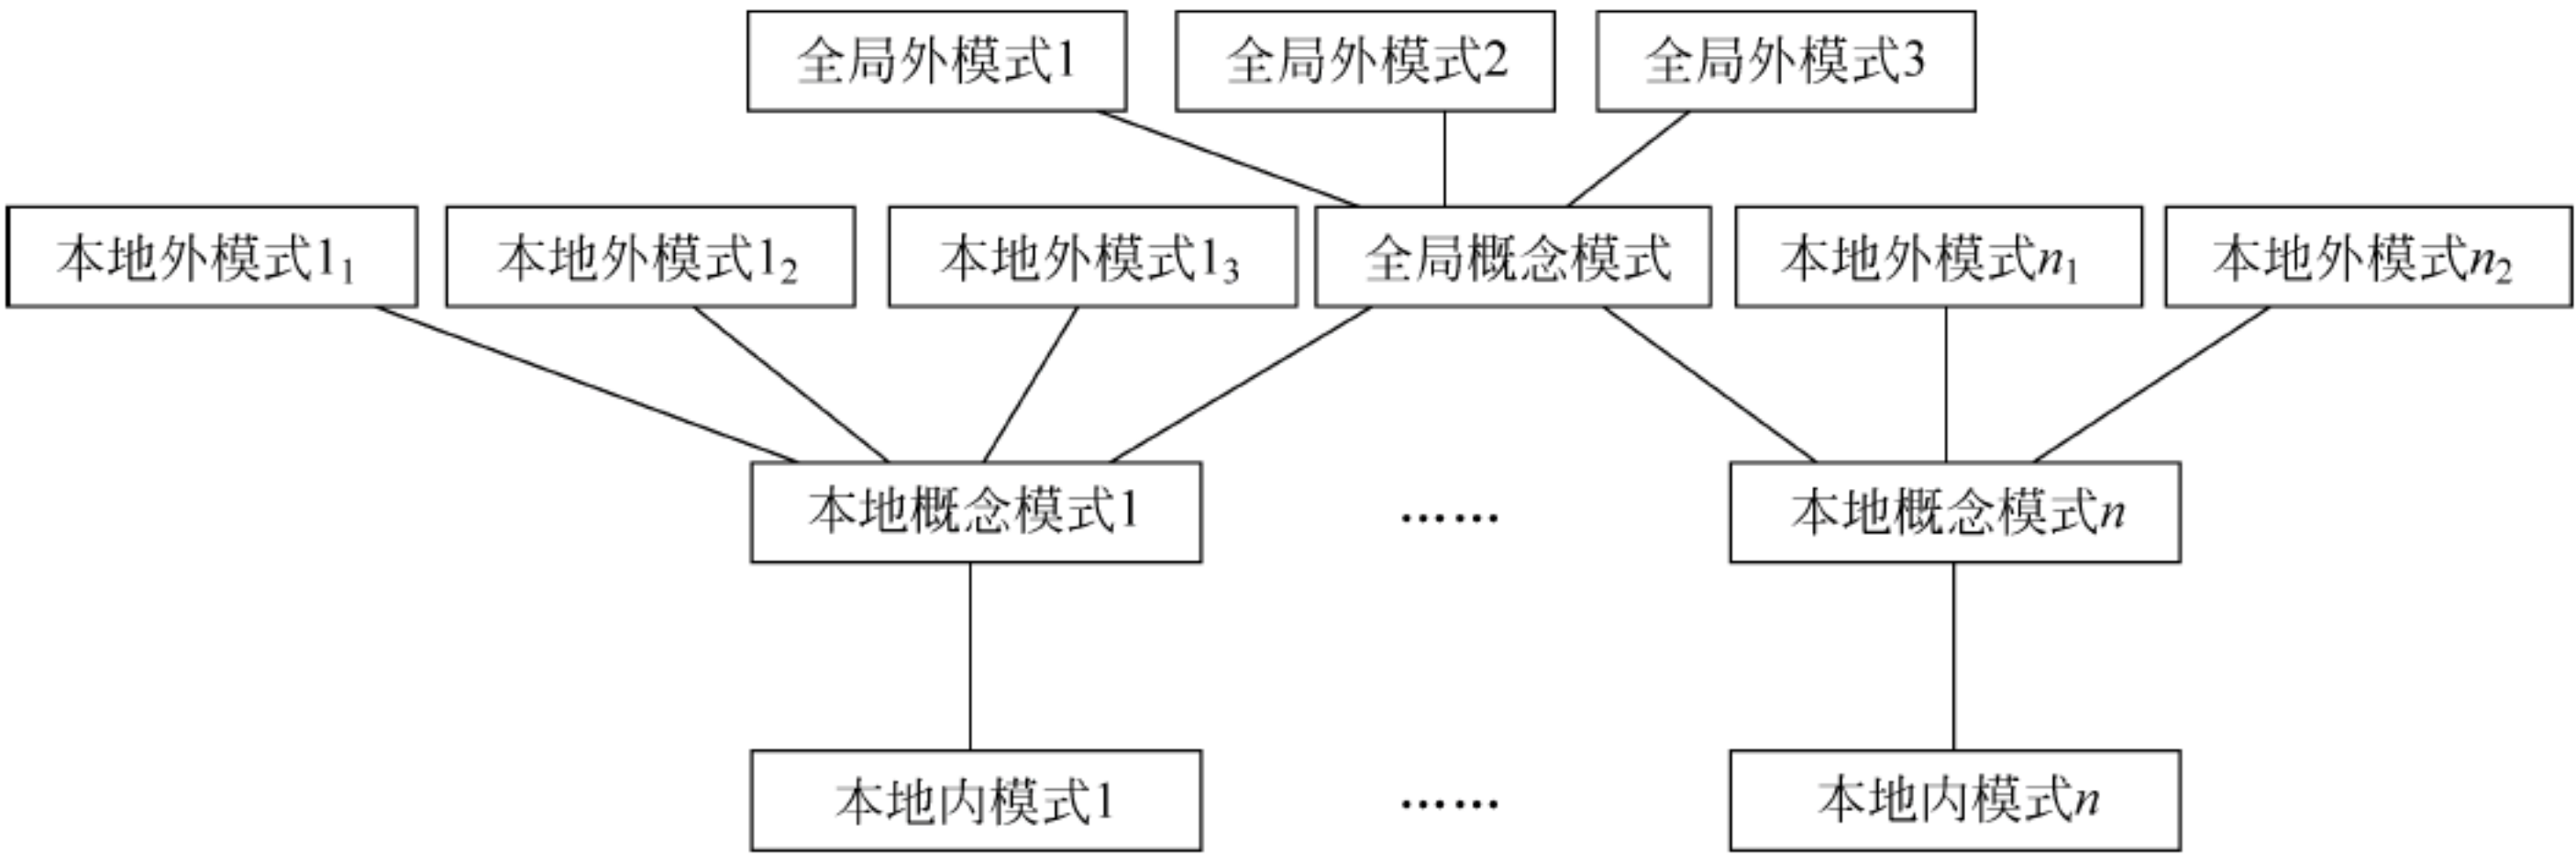 全局外模式1
全局外模式2
全局外模式3
本地外模式1₁
本地外模式1₂
本地外模式1₃
全局概念模式
本地外模式n₁
本地外模式n₂
本地概念模式1
……
本地概念模式n
本地内模式1
……
本地内模式n